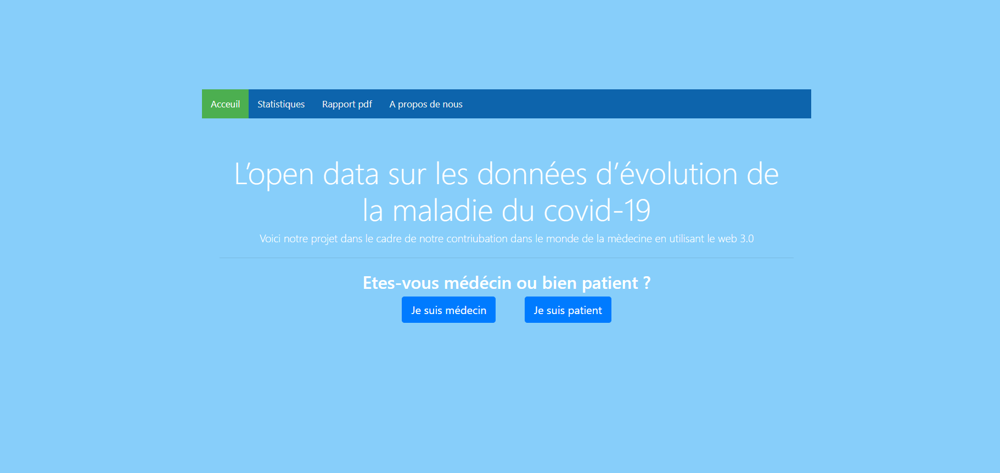 Acceuil Statistiques Rapport pdf A propos de nous
L’open data sur les données d’évolution de
la maladie du covid-19
Voici notre projet dans le cadre de notre contriubation dans le monde de la mèdecine en utilisant le web 3.0
Etes-vous médécin ou bien patient ?
Je suis médecin Je suis patient